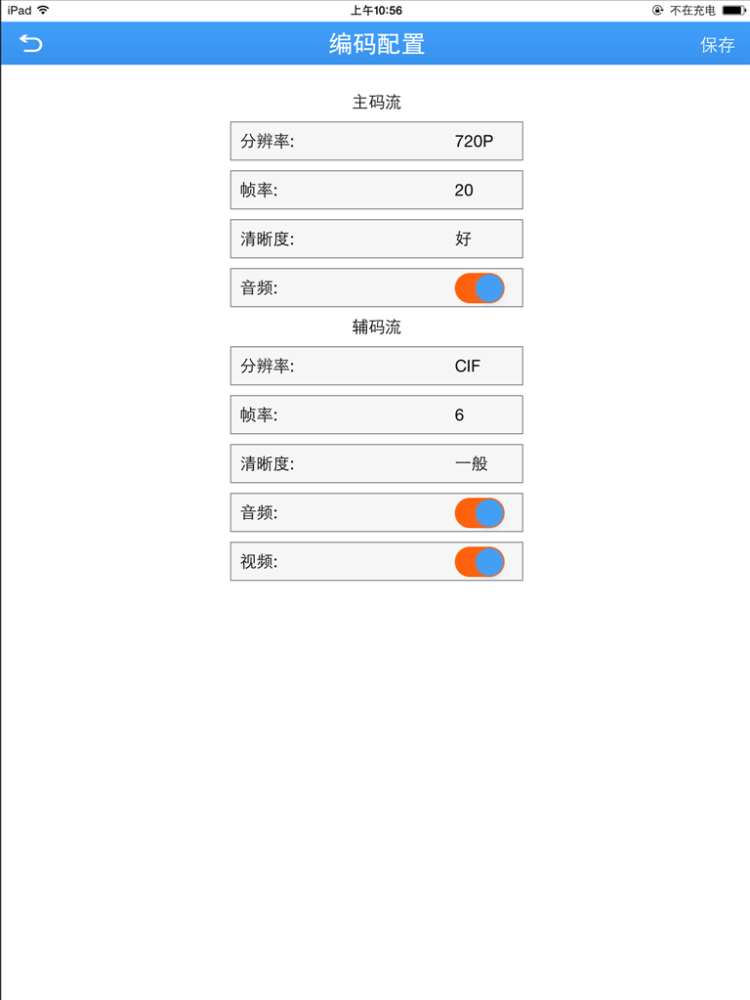 iPad 上午10:56 不在充电
编码配置 保存
主码流
分辨率: 720P
帧率: 20
清晰度: 好
音频:
辅码流
分辨率: CIF
帧率: 6
清晰度: 一般
音频:
视频: